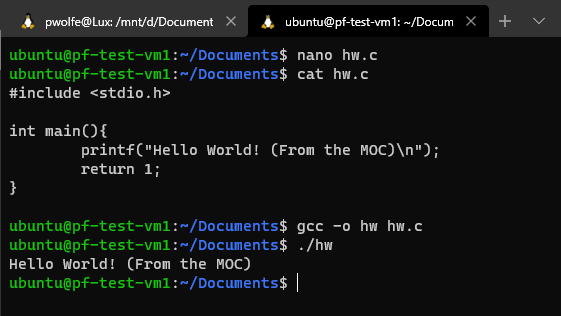 pwolfe@Lux: /mnt/d/Document
ubuntu@pf-test-vm1: ~/Docum
ubuntu@pf-test-vm1:~/Documents$ nano hw.c
ubuntu@pf-test-vm1:~/Documents$ cat hw.c
#include <stdio.h>

int main(){
        printf("Hello World! (From the MOC)\n");
        return 1;
}

ubuntu@pf-test-vm1:~/Documents$ gcc -o hw hw.c
ubuntu@pf-test-vm1:~/Documents$ ./hw
Hello World! (From the MOC)
ubuntu@pf-test-vm1:~/Documents$